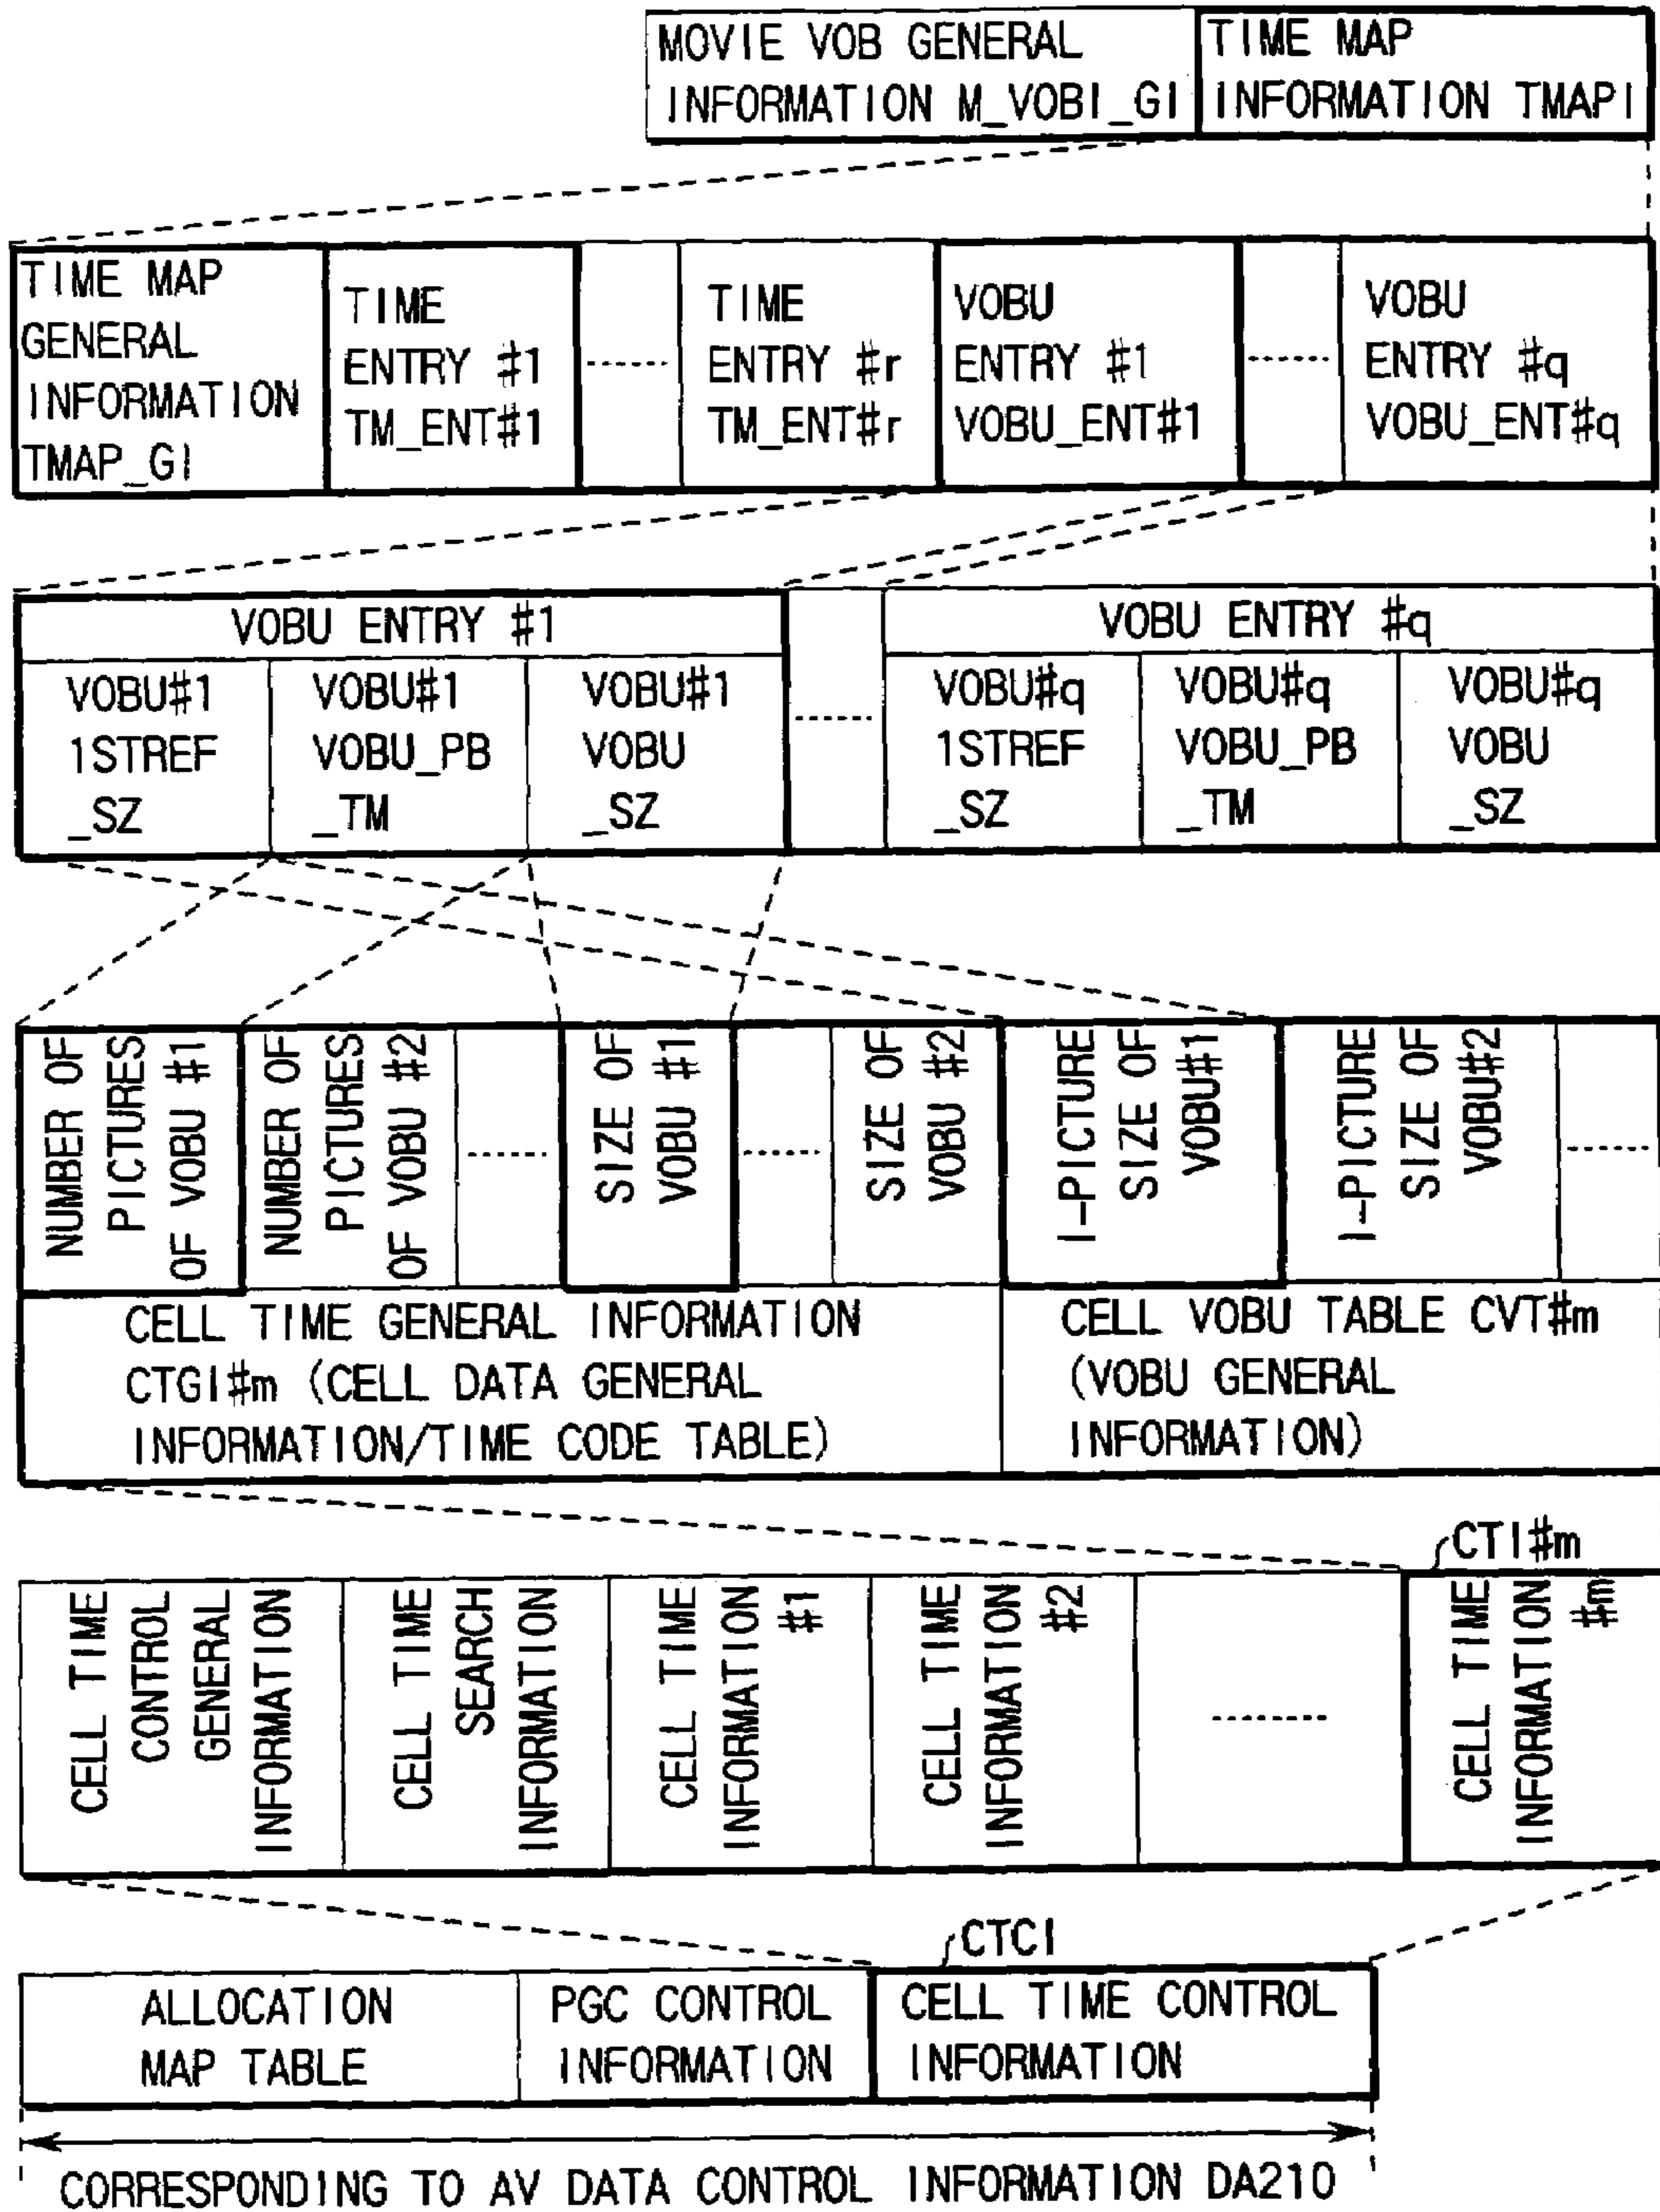 MOVIE VOB GENERAL
INFORMATION M_VOBI_GI
TIME MAP
INFORMATION TMAPI
TIME MAP
GENERAL
INFORMATION
TMAP_GI
TIME
ENTRY #1
TM_ENT#1
TIME
ENTRY #r
TM_ENT#r
VOBU
ENTRY #1
VOBU_ENT#1
VOBU
ENTRY #q
VOBU_ENT#q
VOBU ENTRY #1
VOBU ENTRY #q
VOBU#1
1STREF
_SZ
VOBU#1
VOBU_PB
_TM
VOBU#1
VOBU
_SZ
VOBU#q
1STREF
_SZ
VOBU#q
VOBU_PB
_TM
VOBU#q
VOBU
_SZ
NUMBER OF
PICTURES
OF VOBU #1
NUMBER OF
PICTURES
OF VOBU #2
SIZE OF
VOBU #1
SIZE OF
VOBU #2
I-PICTURE
SIZE OF
VOBU#1
I-PICTURE
SIZE OF
VOBU#2
CELL TIME GENERAL INFORMATION
CTGI#m (CELL DATA GENERAL
INFORMATION/TIME CODE TABLE)
CELL VOBU TABLE CVT#m
(VOBU GENERAL
INFORMATION)
CTI#m
CELL TIME
CONTROL
GENERAL
INFORMATION
CELL TIME
SEARCH
INFORMATION
CELL TIME
INFORMATION
#1
CELL TIME
INFORMATION
#2
CELL TIME
INFORMATION
#m
CTCI
ALLOCATION
MAP TABLE
PGC CONTROL
INFORMATION
CELL TIME CONTROL
INFORMATION
CORRESPONDING TO AV DATA CONTROL INFORMATION DA210